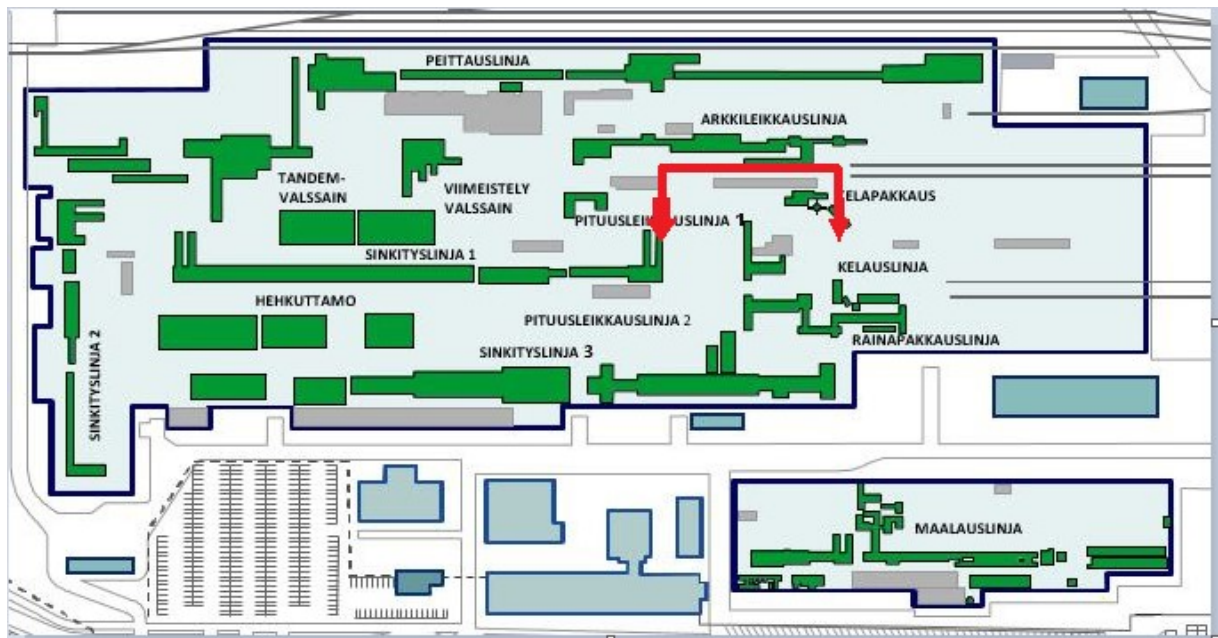 PEITTAUSLINJA
ARKKILEIKKAUSLINJA
TANDEM-
VALSSAIN
VIIMEISTELY
VALSSAIN
KELAPAKKAUS
PITUUSLEIKKAUSLINJA 1
SINKITYSLINJA 1
KELAUSLINJA
HEHKUTTAMO
PITUUSLEIKKAUSLINJA 2
RAINAPAKKAUSLINJA
SINKITYSLINJA 3
SINKITYSLINJA 2
MAALAUSLINJA